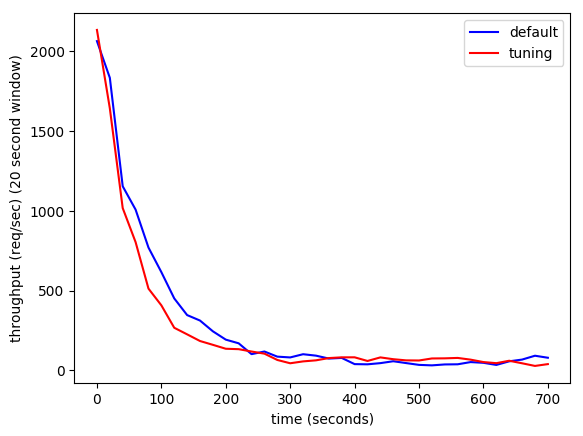 default
tuning
throughput (req/sec) (20 second window)
2000
1500
1000
500
0
0 100 200 300 400 500 600 700
time (seconds)